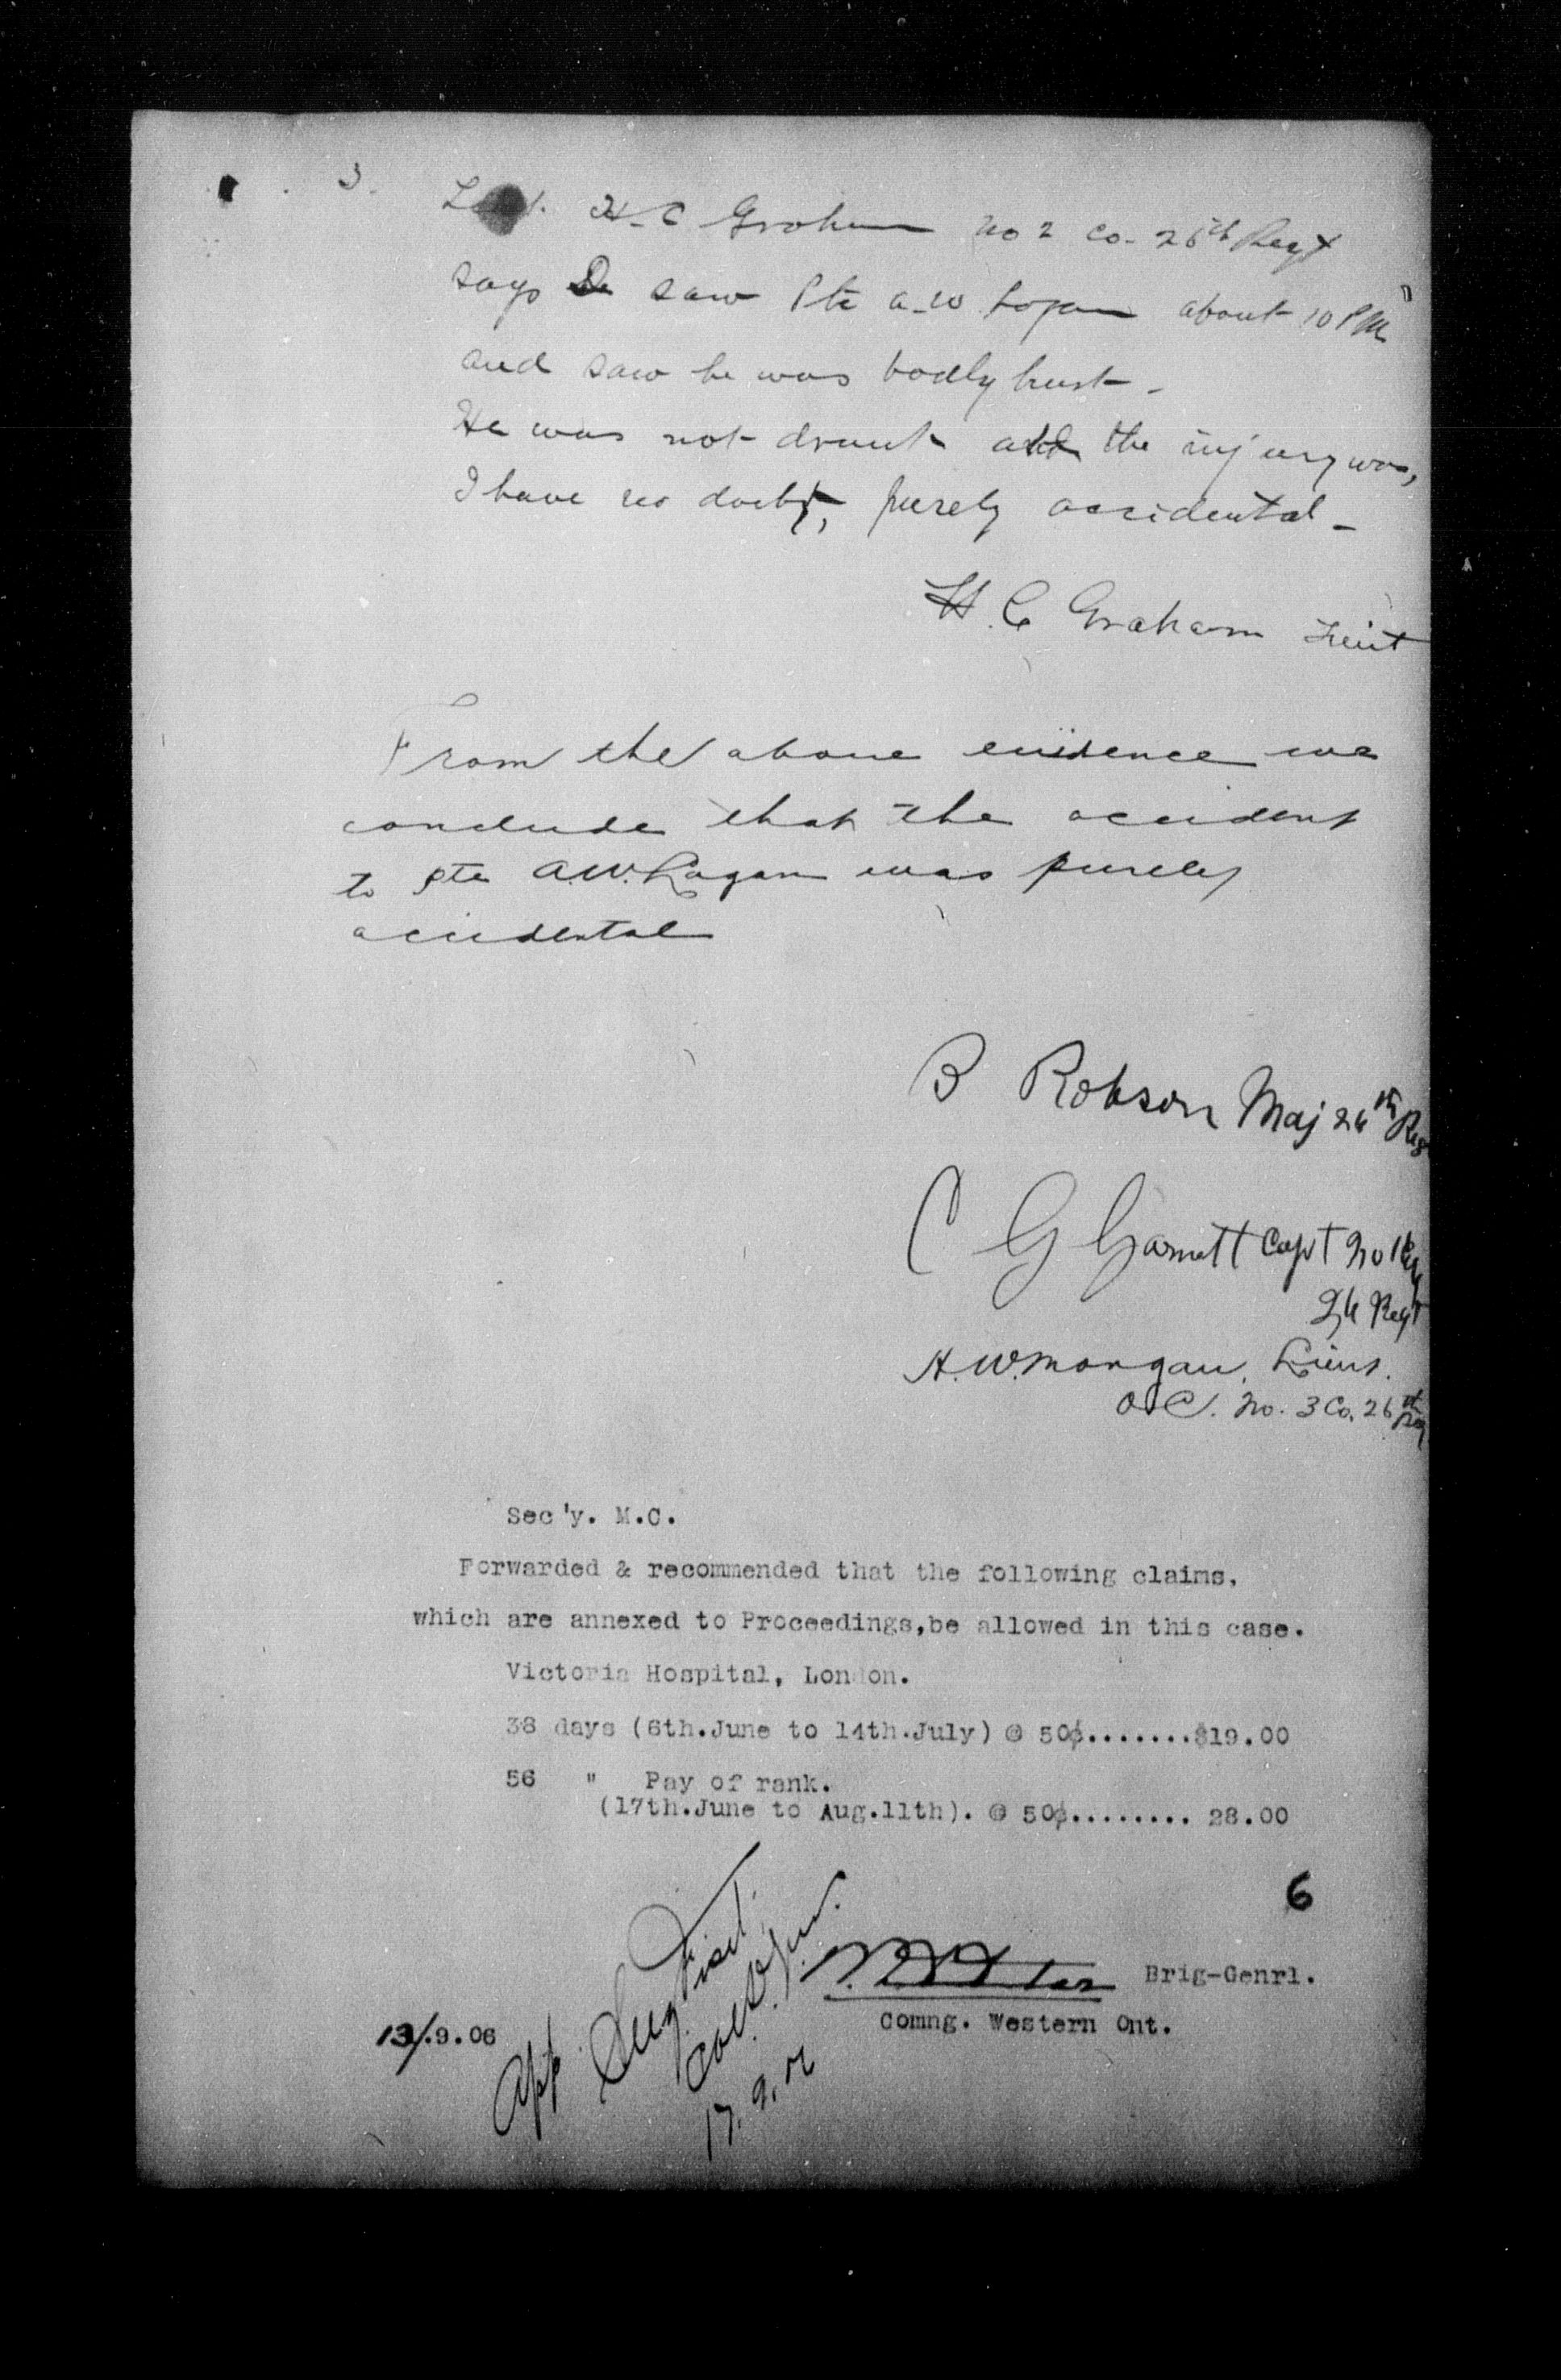 3.
H. C Graham No 2 Co. 26th Regt
says saw Pte A. W Logan about 10 PM
and saw he was badly hurt -
He was not drunk and the injury was,
I have no doubt, purely accidental -
H. C Graham Lieut
From the above evidence we
conclude that the accident
to Pte A.W. Logan was purely
accidental
B Robson Maj 26th Reg
C G Garnett Capt No 1 Coy
26 Regt
H. W. Morgan, Lieut.
O.C. No. 3 Co. 26th Reg
Sec'y. M.C.
Forwarded & recommended that the following claims,
which are annexed to Proceedings,be allowed in this case.
Victoria Hospital, London.
38 days (6th.June to 14th.July) @ 50¢.......$19.00
56 " Pay of rank.
(17th.June to Aug.11th). @ 50¢........ 28.00
6
Brig-Genrl.
Comng. Western Ont.
13/.9.06
App
17.9.06